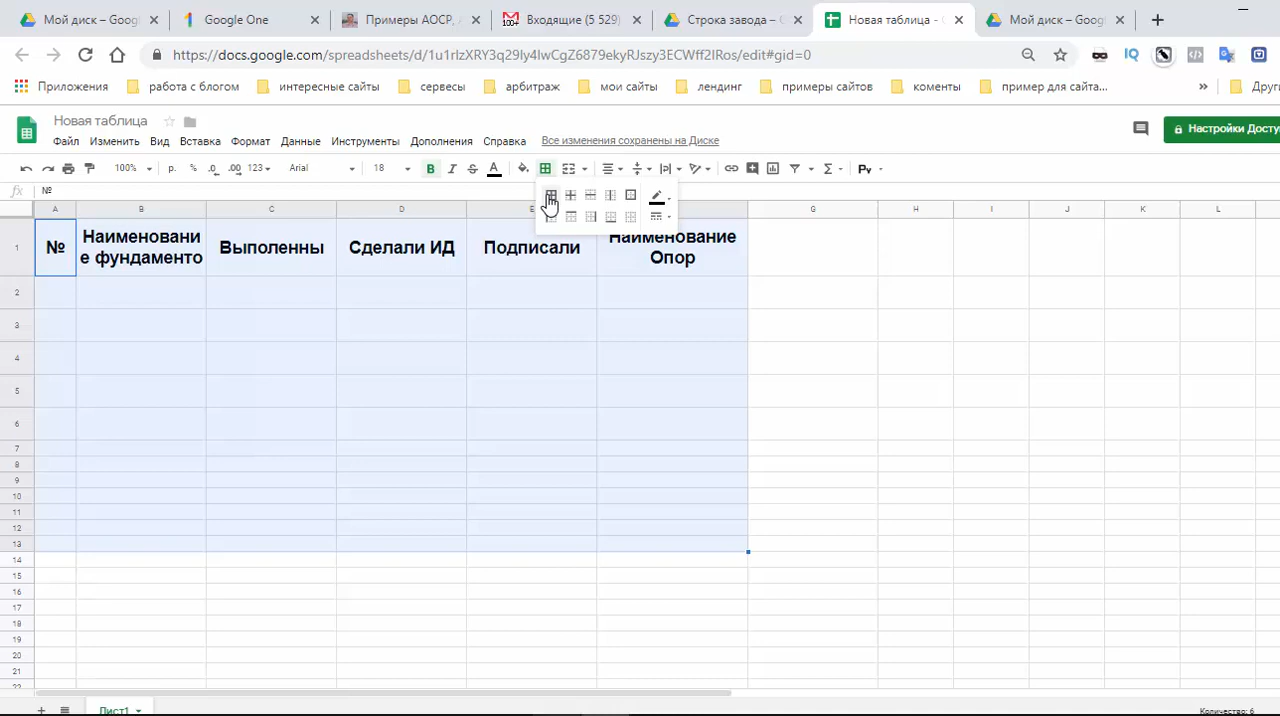 Мой диск – Goog
Google One
Примеры АОСР, А
Входящие (5 529)
Строка завода – G
Новая таблица - G
Мой диск – Goog
https://docs.google.com/spreadsheets/d/
/edit#gid=0
Приложения
работа с блогом
интересные сайты
сервесы
арбитраж
мои сайты
лендинг
примеры сайтов
коменты
пример для сайта...
»
Други
Новая таблица
Файл Изменить Вид Вставка Формат Данные Инструменты Дополнения Справка
Все изменения сохранены на Диске
Настройки Досту
100% р. % .0 .00 123 Arial 18 B I S A Σ Pу
fx №
A B C D E G H I J K L
1 № Наименовани
е фундаменто Выполенны Сделали ИД Подписали Наименование
Опор
2
3
4
5
6
7
8
9
10
11
12
13
14
15
16
17
18
19
20
21
22
+ Лист1
Количество: 6